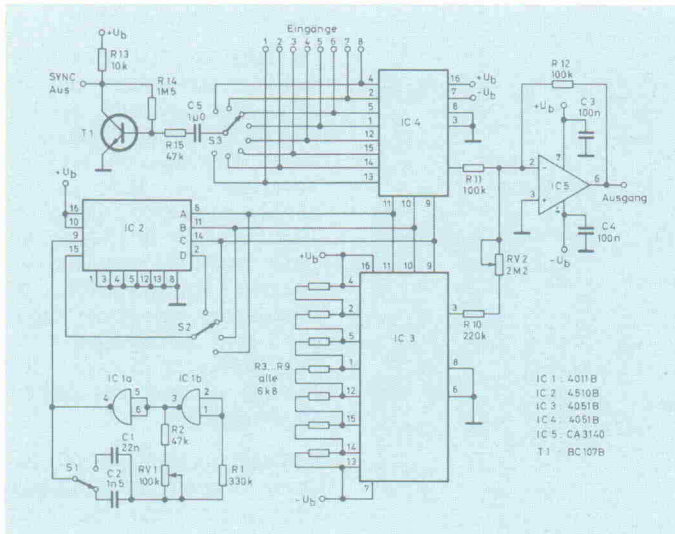 Eingänge
1 2 3 4 5 6 7 8
+Ub
R13
10k
SYNC
Aus
R14
1M5
T1
R15
47k
C5
1µ0
S3
4
2
5
1
12
15
14
13
IC 4
16
7
8
3
+Ub
-Ub
11 10 9
R11
100k
R12
100k
+Ub
C3
100n
2
3
7
4
6
IC5
Ausgang
C4
100n
-Ub
RV2
2M2
+Ub
16
10
9
15
IC 2
A
B
C
D
6
11
14
2
1 3 4 5 12 13 8
S2
+Ub
16
11 10 9
4
2
5
1
12
15
14
13
IC 3
3
8
6
7
R10
220k
R3...R9
alle
6k8
-Ub
IC1a
4
5
6
IC1b
3
2
1
S1
C1
22n
C2
1n5
R2
47k
RV1
100k
R1
330k
IC 1 : 4011B
IC 2 : 4510B
IC 3 : 4051B
IC 4 : 4051B
IC 5 : CA3140
T1 : BC107B